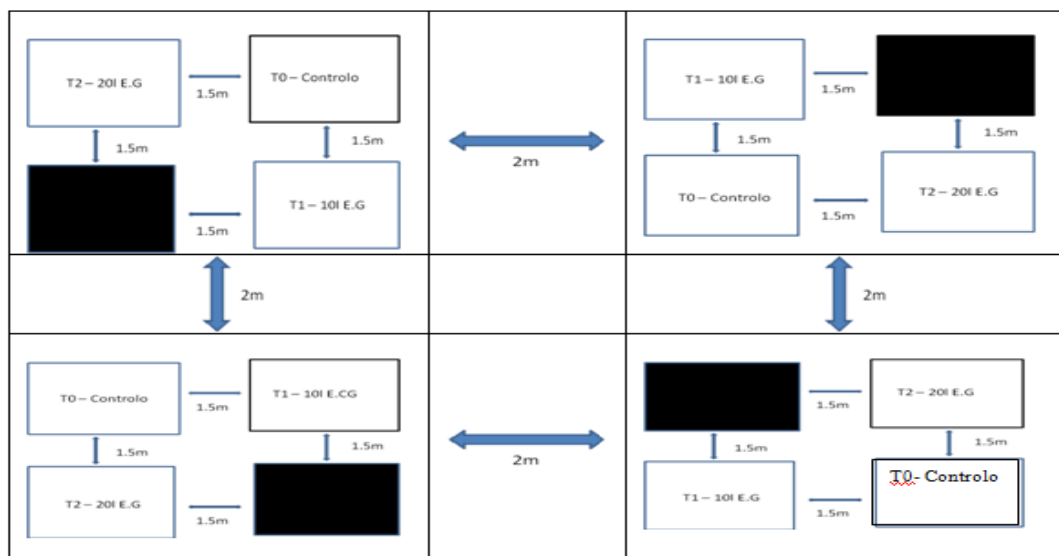 T2 – 20l E.G
1.5m
T0 – Controlo
1.5m
1.5m
T1 – 10l E.G
1.5m
2m
T1 – 10l E.G
1.5m
1.5m
1.5m
T0 – Controlo
1.5m
T2 – 20l E.G
2m
2m
T0 – Controlo
1.5m
T1 – 10l E.CG
1.5m
1.5m
T2 – 20l E.G
1.5m
2m
1.5m
T2 – 20l E.G
1.5m
1.5m
T1 – 10l E.G
1.5m
T0- Controlo